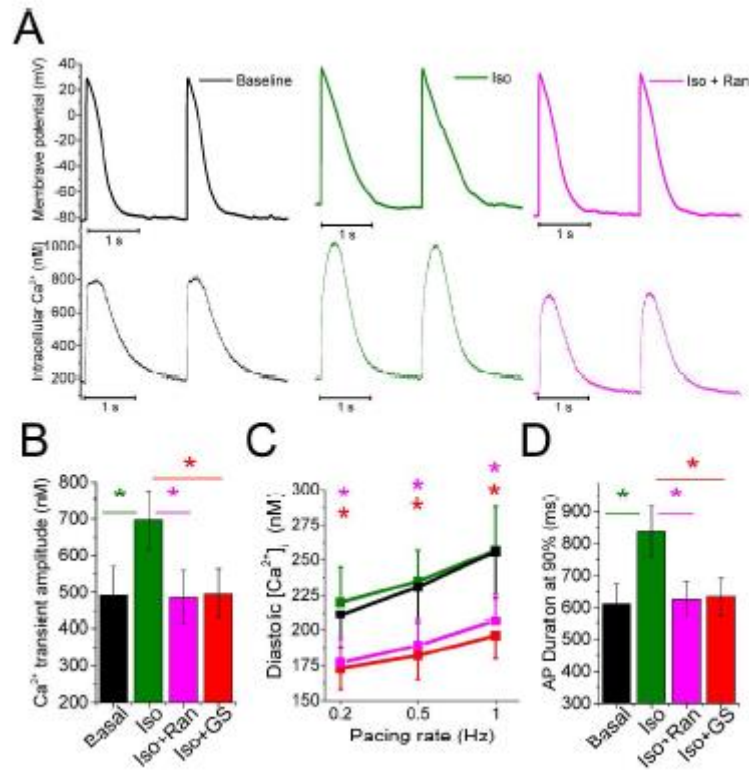 A
Membrave potential (mV)
40
20
0
-20
-40
-60
-80
Baseline
Iso
Iso + Ran
1 s
1 s
1 s
Intracellular Ca²⁺ (nM)
1000
800
600
400
200
1 s
1 s
1 s
B
Ca²⁺ transient amplitude (nM)
800
700
600
500
400
300
200
*
*
*
Basal
Iso
Iso+Ran
Iso+GS
C
Diastolic [Ca²⁺]i (nM)
300
275
250
225
200
175
150
*
*
*
*
*
*
0.2
0.5
1
Pacing rate (Hz)
D
AP Duration at 90% (ms)
900
800
700
600
500
400
300
*
*
*
Basal
Iso
Iso+Ran
Iso+GS